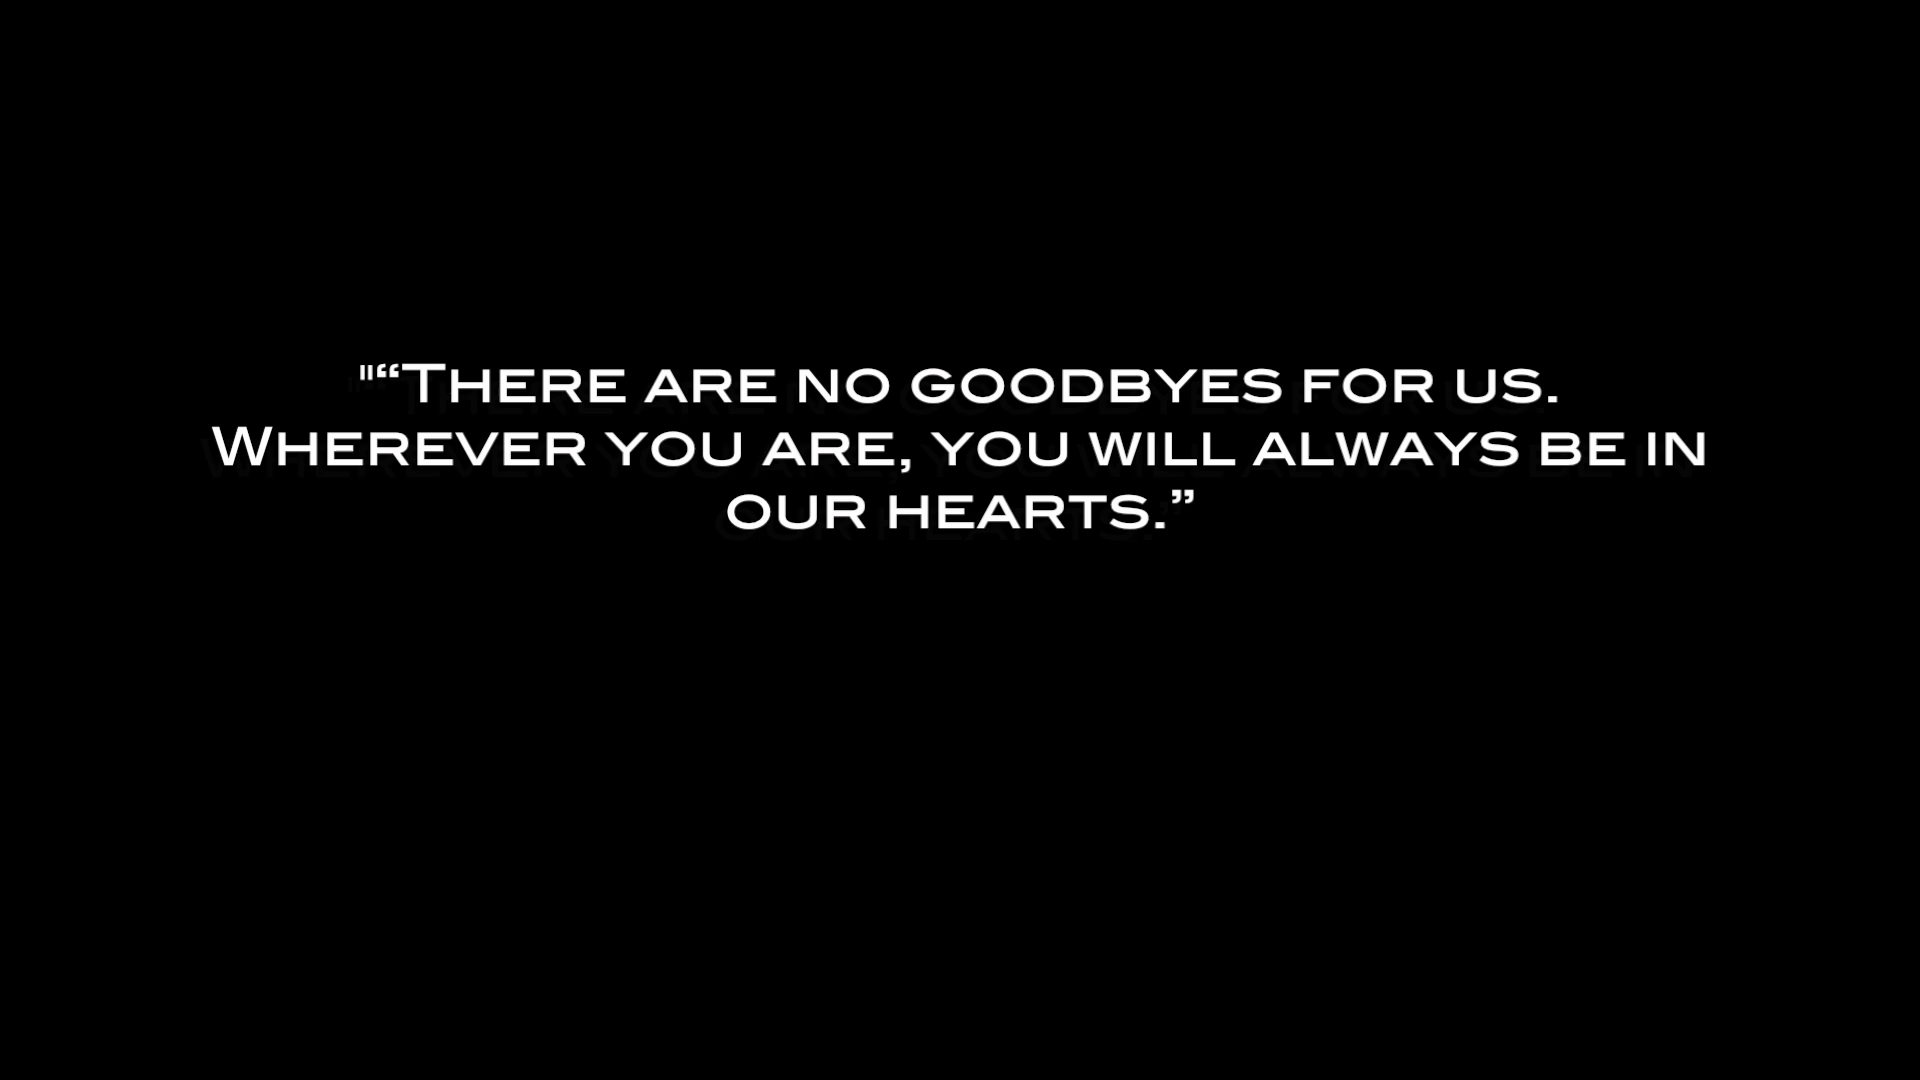 "“There are no goodbyes for us.
Wherever you are, you will always be in
our hearts.”